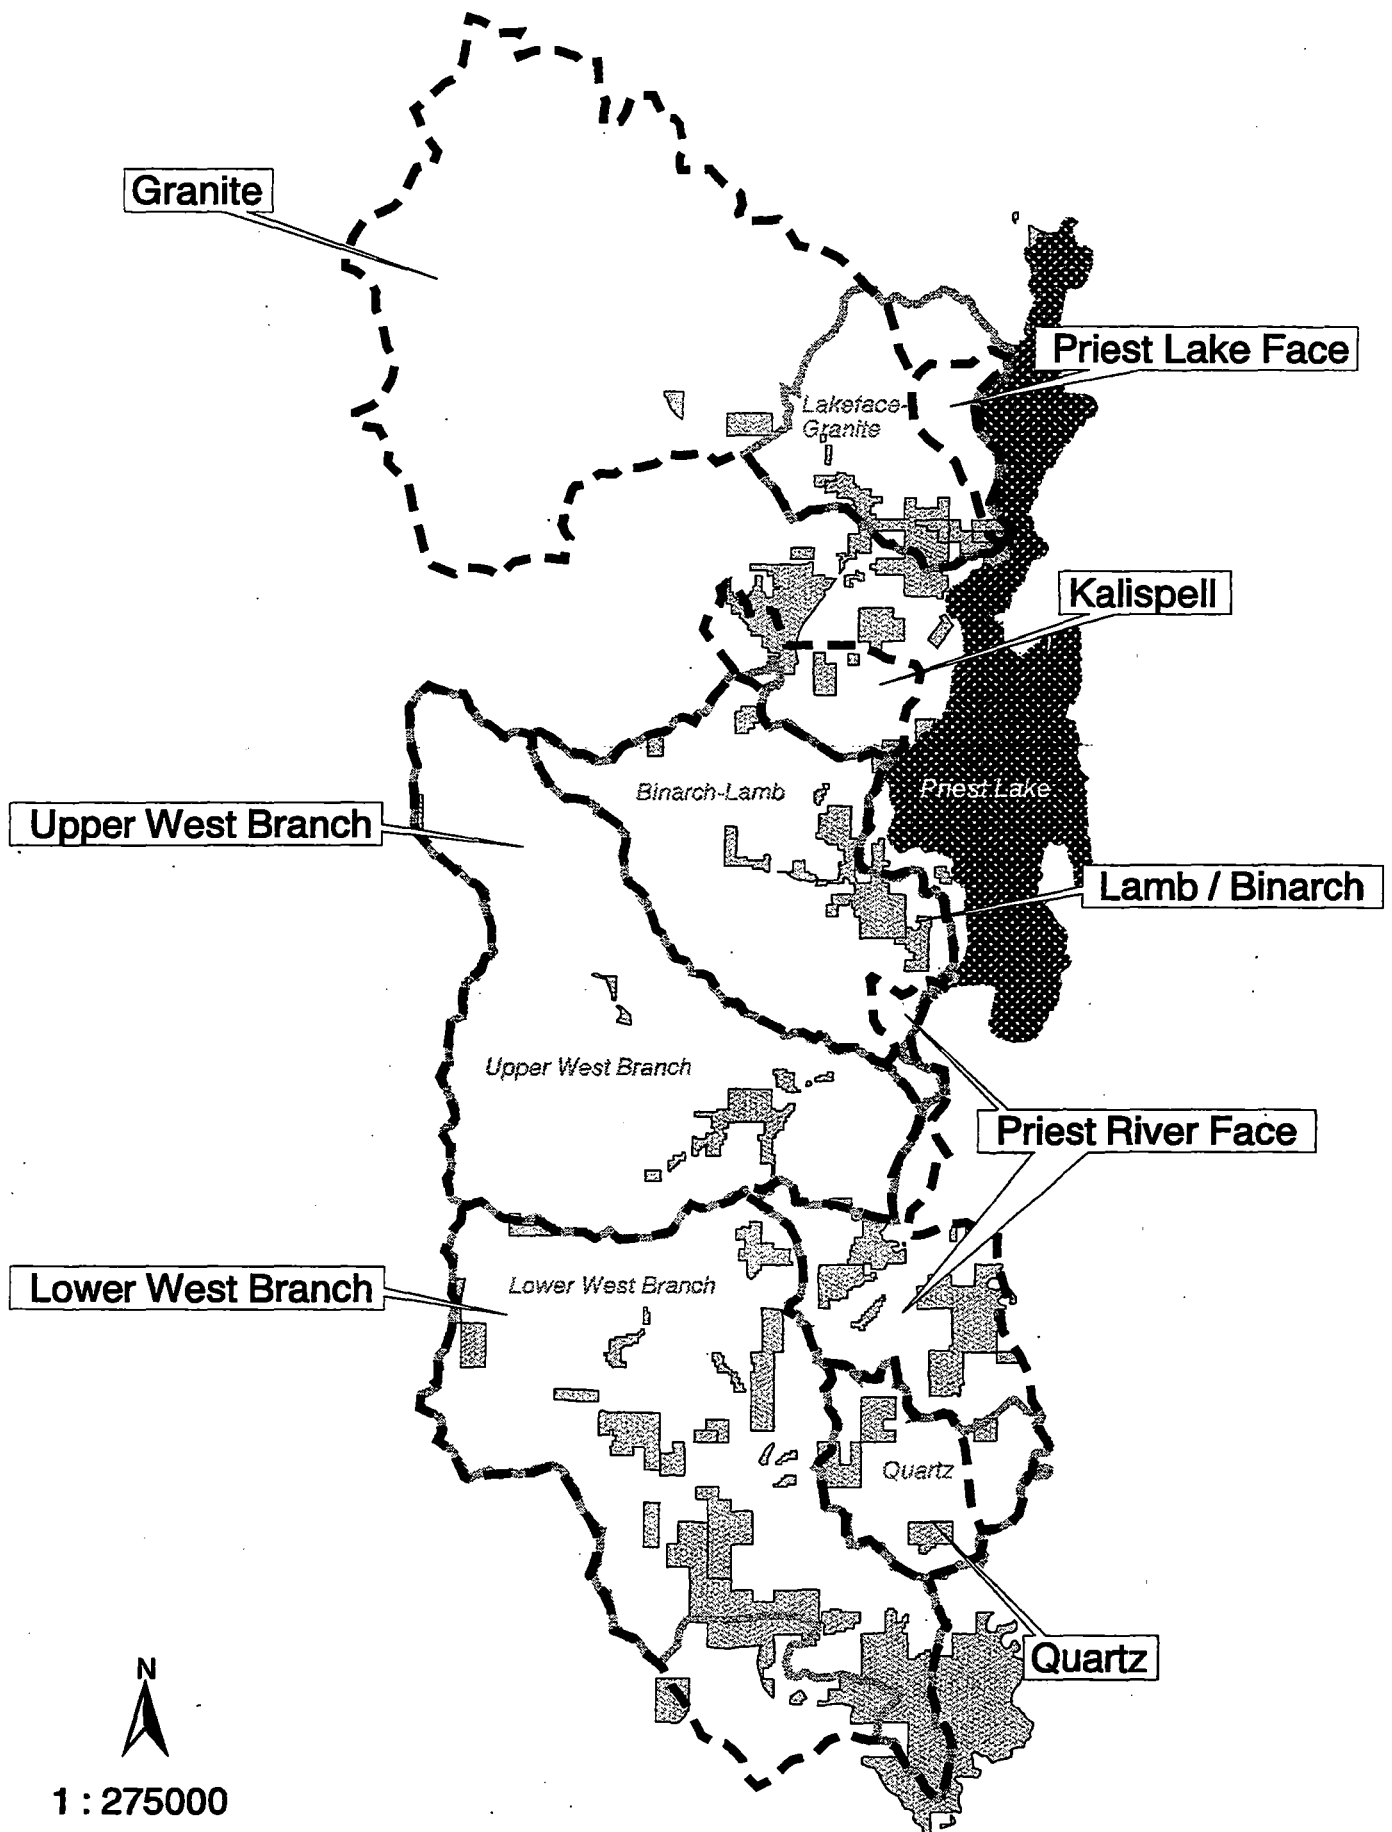 Granite
Priest Lake Face
Lakeface-
Granite
Kalispell
Binarch-Lamb
Priest Lake
Upper West Branch
Lamb / Binarch
Upper West Branch
Priest River Face
Lower West Branch
Lower West Branch
Quartz
Quartz
N
1 : 275000